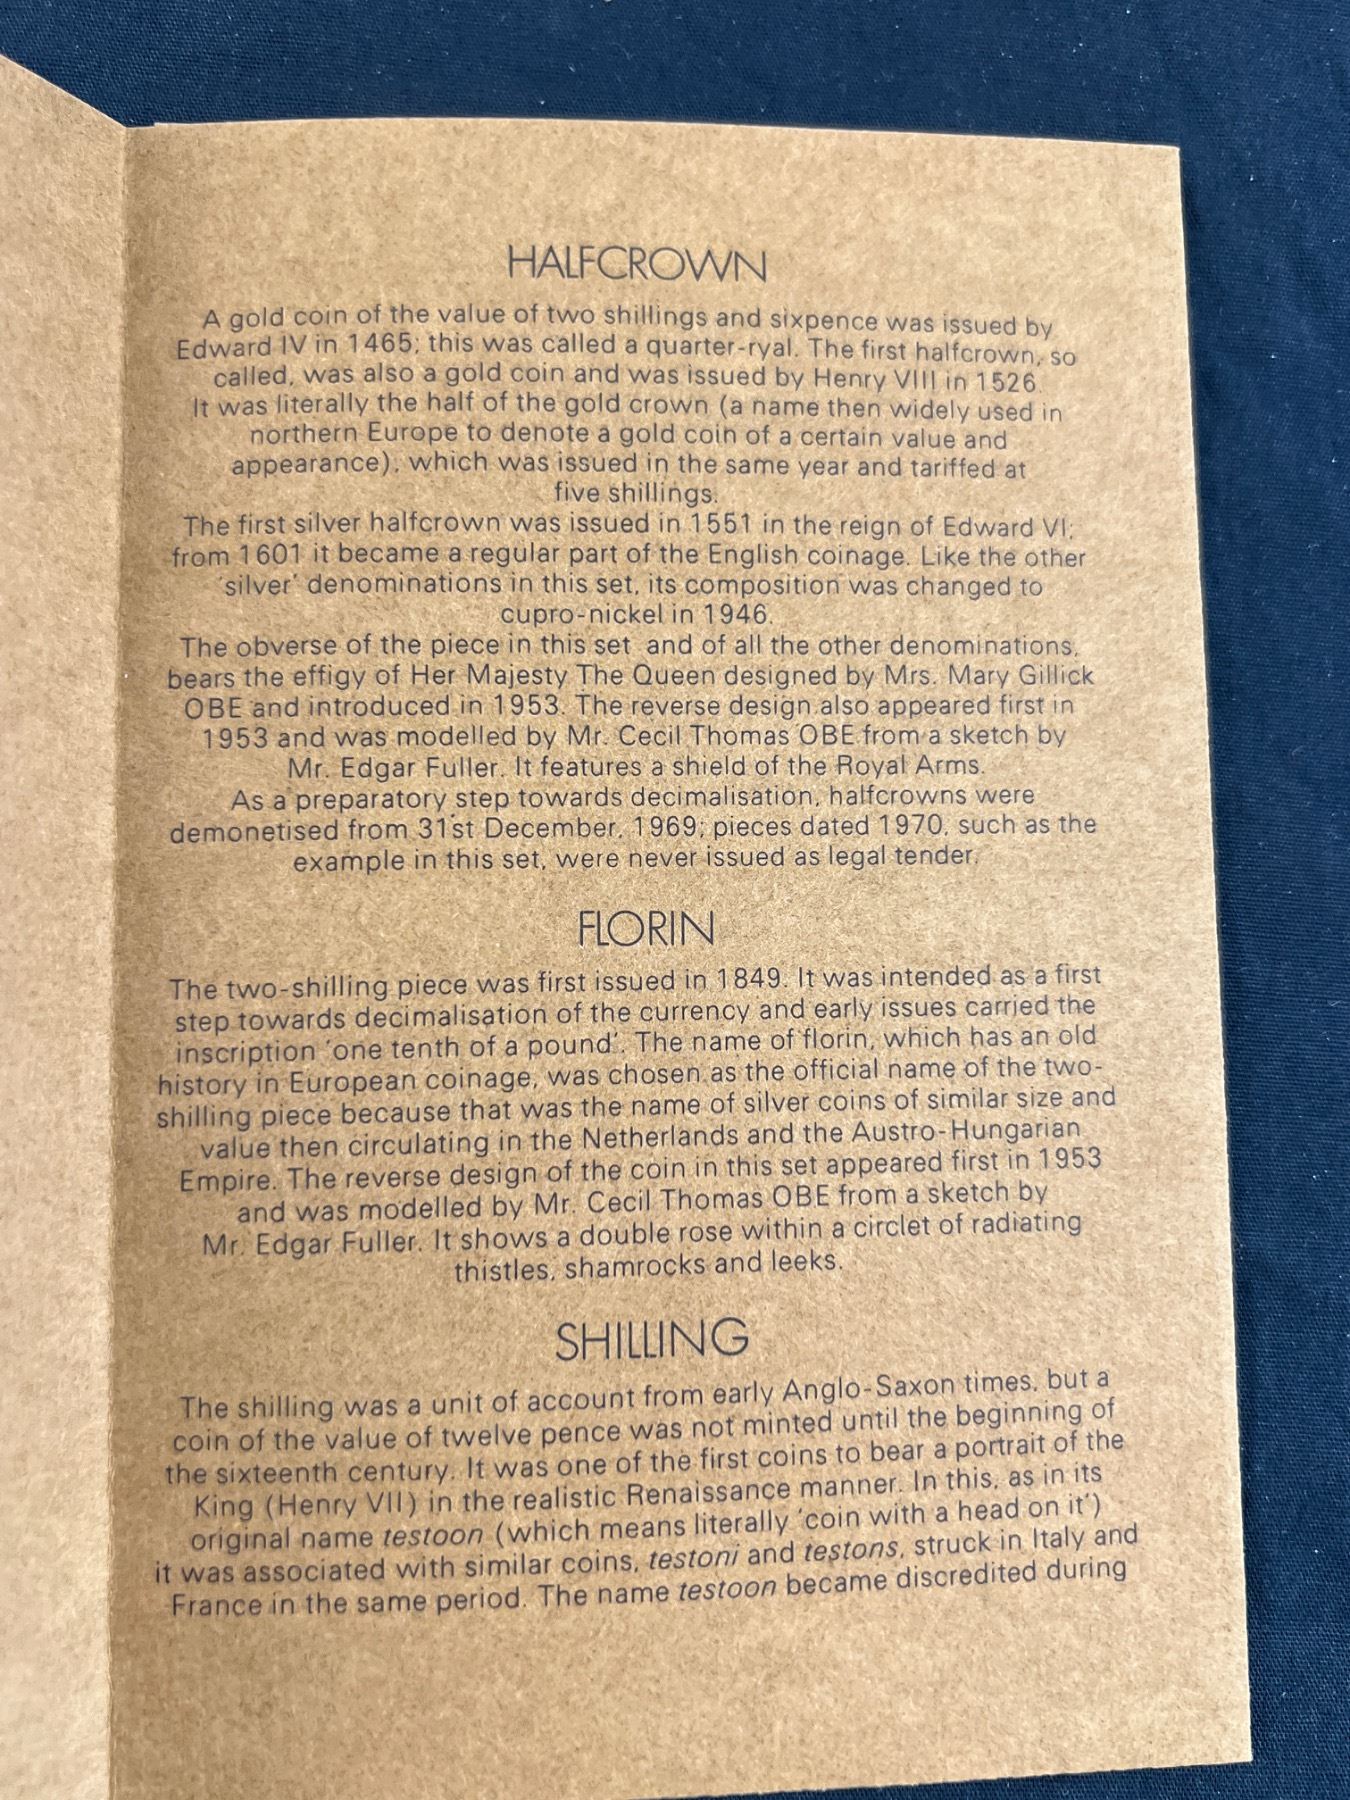 HALFCROWN
A gold coin of the value of two shillings and sixpence was issued by
Edward IV in 1465; this was called a quarter-ryal. The first halfcrown, so
called, was also a gold coin and was issued by Henry VIII in 1526.
It was literally the half of the gold crown (a name then widely used in
northern Europe to denote a gold coin of a certain value and
appearance), which was issued in the same year and tariffed at
five shillings.
The first silver halfcrown was issued in 1551 in the reign of Edward VI;
from 1601 it became a regular part of the English coinage. Like the other
'silver' denominations in this set, its composition was changed to
cupro-nickel in 1946.
The obverse of the piece in this set and of all the other denominations,
bears the effigy of Her Majesty The Queen designed by Mrs. Mary Gillick
OBE and introduced in 1953. The reverse design also appeared first in
1953 and was modelled by Mr. Cecil Thomas OBE from a sketch by
Mr. Edgar Fuller. It features a shield of the Royal Arms.
As a preparatory step towards decimalisation, halfcrowns were
demonetised from 31st December, 1969; pieces dated 1970, such as the
example in this set, were never issued as legal tender.
FLORIN
The two-shilling piece was first issued in 1849. It was intended as a first
step towards decimalisation of the currency and early issues carried the
inscription 'one tenth of a pound'. The name of florin, which has an old
history in European coinage, was chosen as the official name of the two-
shilling piece because that was the name of silver coins of similar size and
value then circulating in the Netherlands and the Austro-Hungarian
Empire. The reverse design of the coin in this set appeared first in 1953
and was modelled by Mr. Cecil Thomas OBE from a sketch by
Mr. Edgar Fuller. It shows a double rose within a circlet of radiating
thistles, shamrocks and leeks.
SHILLING
The shilling was a unit of account from early Anglo-Saxon times, but a
coin of the value of twelve pence was not minted until the beginning of
the sixteenth century. It was one of the first coins to bear a portrait of the
King (Henry VII) in the realistic Renaissance manner. In this, as in its
original name testoon (which means literally 'coin with a head on it')
it was associated with similar coins, testoni and testons, struck in Italy and
France in the same period. The name testoon became discredited during